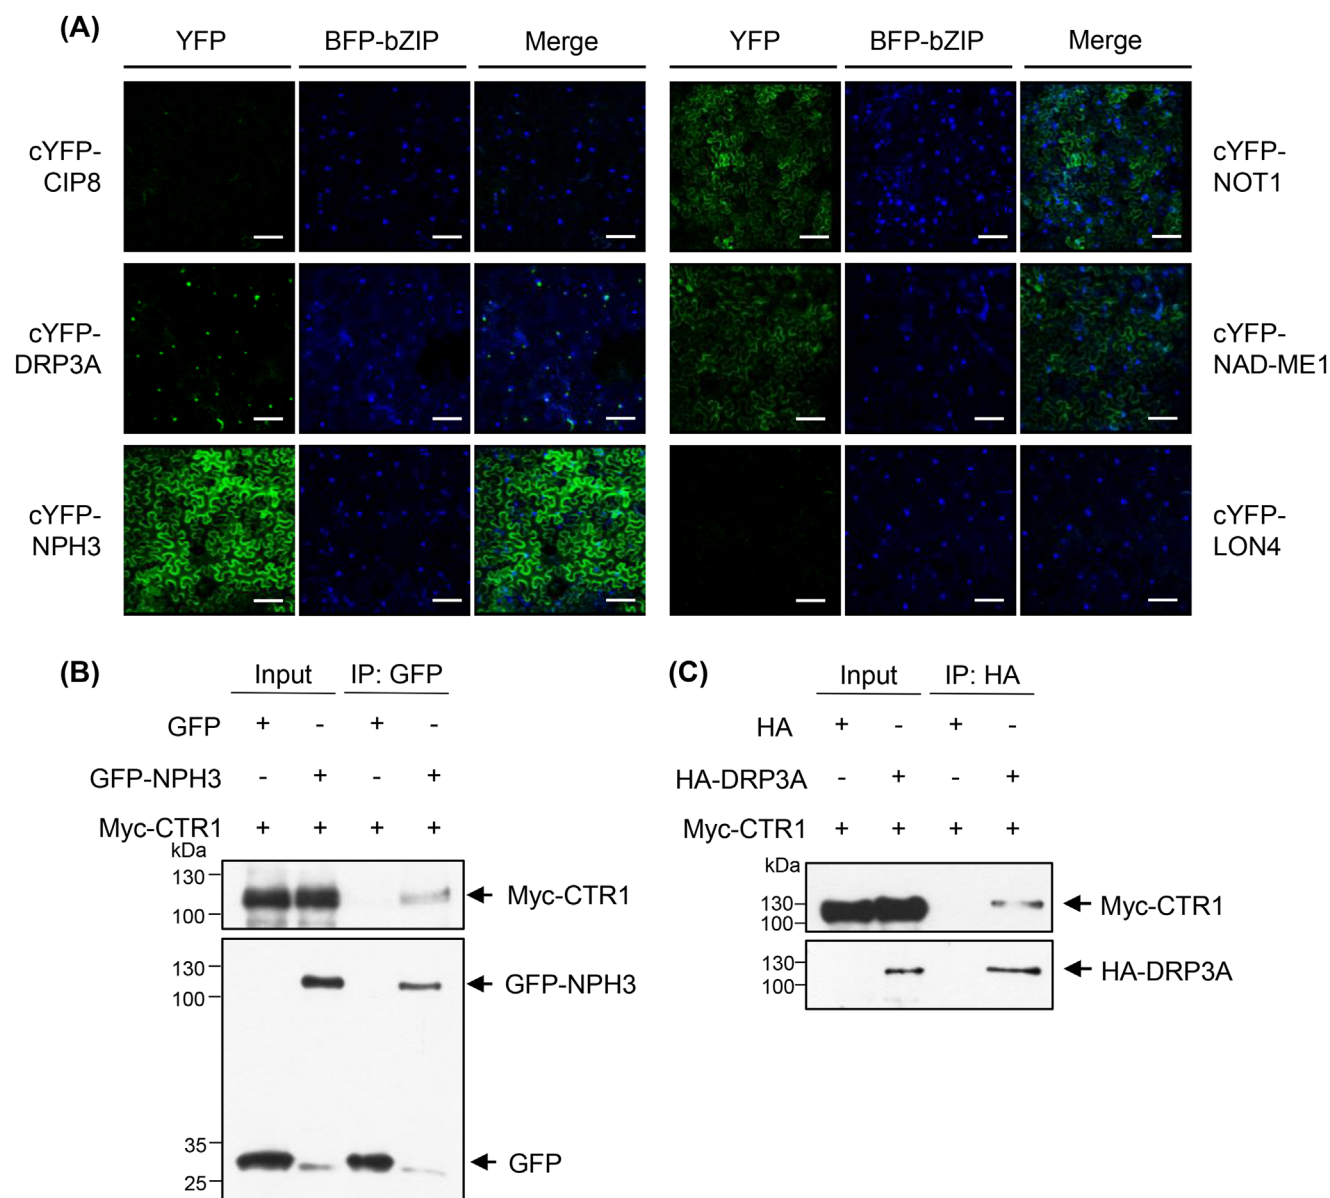 (A)
YFP BFP-bZIP Merge YFP BFP-bZIP Merge
cYFP-
CIP8
cYFP-
NOT1
cYFP-
DRP3A
cYFP-
NAD-ME1
cYFP-
NPH3
cYFP-
LON4
(B)
Input IP: GFP
GFP + - + -
GFP-NPH3 - + - +
Myc-CTR1 + + + +
kDa
130
100
Myc-CTR1
130
100
GFP-NPH3
35
25
GFP
(C)
Input IP: HA
HA + - + -
HA-DRP3A - + - +
Myc-CTR1 + + + +
kDa
130
100
Myc-CTR1
130
100
HA-DRP3A